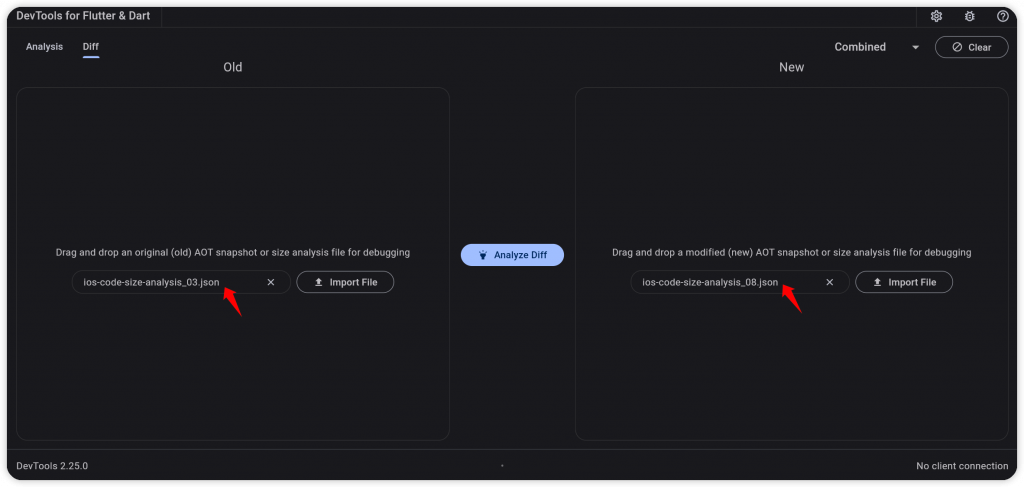 DevTools for Flutter & Dart
Analysis Diff Combined Clear
Old New
Drag and drop an original (old) AOT snapshot or size analysis file for debugging
ios-code-size-analysis_03.json Import File
Analyze Diff
Drag and drop a modified (new) AOT snapshot or size analysis file for debugging
ios-code-size-analysis_08.json Import File
DevTools 2.25.0 No client connection